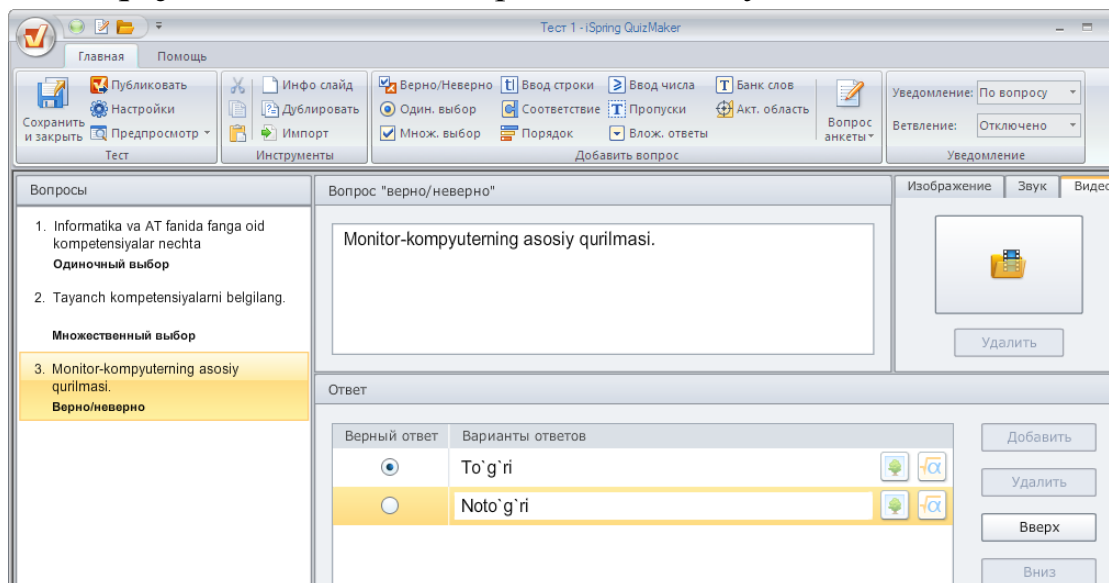 Тест 1 - iSpring QuizMaker
Главная Помощь
Публиковать
Настройки
Предпросмотр
Сохранить
и закрыть
Тест
Инфо слайд
Дублировать
Импорт
Инструменты
Верно/Неверно Ввод строки Ввод числа Банк слов
Один. выбор Соответствие Пропуски Акт. область
Множ. выбор Порядок Влож. ответы
Вопрос
анкеты
Добавить вопрос
Уведомление: По вопросу
Ветвление: Отключено
Уведомление
Вопросы
1. Informatika va AT fanida fanga oid
kompetensiyalar nechta
Одиночный выбор
2. Tayanch kompetensiyalarni belgilang.
Множественный выбор
3. Monitor-kompyuterning asosiy
qurilmasi.
Верно/неверно
Вопрос "верно/неверно"
Monitor-kompyuterning asosiy qurilmasi.
Изображение Звук Видео
Удалить
Ответ
Верный ответ Варианты ответов
To`g`ri
Noto`g`ri
Добавить
Удалить
Вверх
Вниз